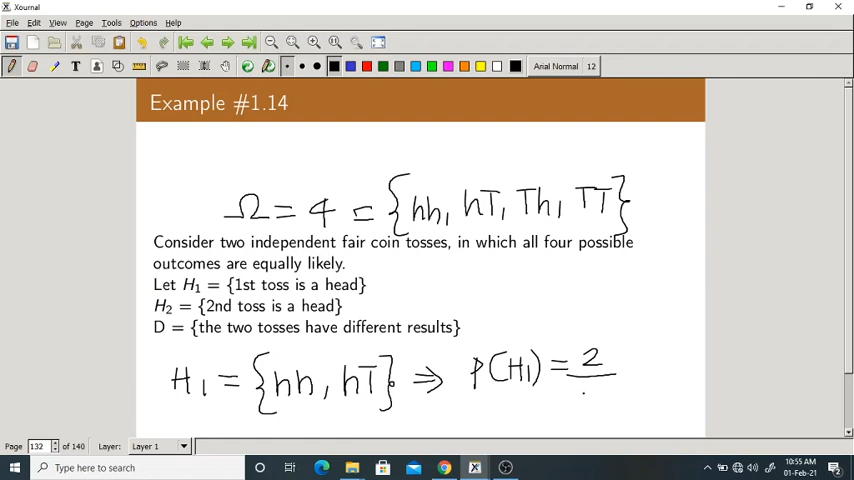 Xournal
File Edit View Page Tools Options Help
Arial Normal 12
Example #1.14
Ω = 4 = {hh, hT, Th, TT}
Consider two independent fair coin tosses, in which all four possible
outcomes are equally likely.
Let H₁ = {1st toss is a head}
H₂ = {2nd toss is a head}
D = {the two tosses have different results}
H₁ = {hh, hT} ⇒ P(H₁) = 2
Page 132 of 140 Layer: Layer 1
Type here to search
10:55 AM
01-Feb-21
2